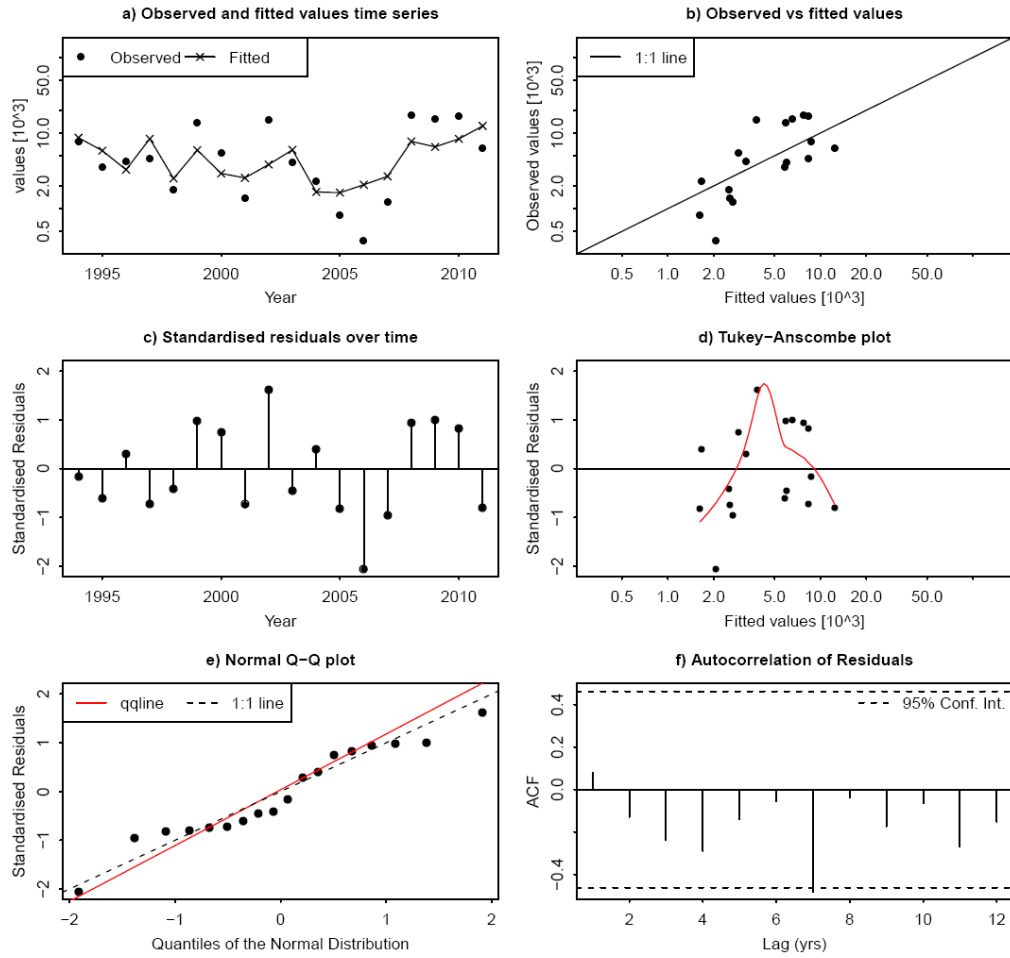 a) Observed and fitted values time series
Observed
Fitted
values [10^3]
50.0
10.0
2.0
0.5
1995
2000
2005
2010
Year
b) Observed vs fitted values
1:1 line
Observed values [10^3]
50.0
10.0
2.0
0.5
0.5
1.0
2.0
5.0
10.0
20.0
50.0
Fitted values [10^3]
c) Standardised residuals over time
Standardised Residuals
2
1
0
−1
−2
1995
2000
2005
2010
Year
d) Tukey−Anscombe plot
Standardised Residuals
2
1
0
−1
−2
0.5
1.0
2.0
5.0
10.0
20.0
50.0
Fitted values [10^3]
e) Normal Q−Q plot
qqline
1:1 line
Standardised Residuals
2
1
0
−1
−2
−2
−1
0
1
2
Quantiles of the Normal Distribution
f) Autocorrelation of Residuals
95% Conf. Int.
ACF
0.4
0.0
−0.4
2
4
6
8
10
12
Lag (yrs)